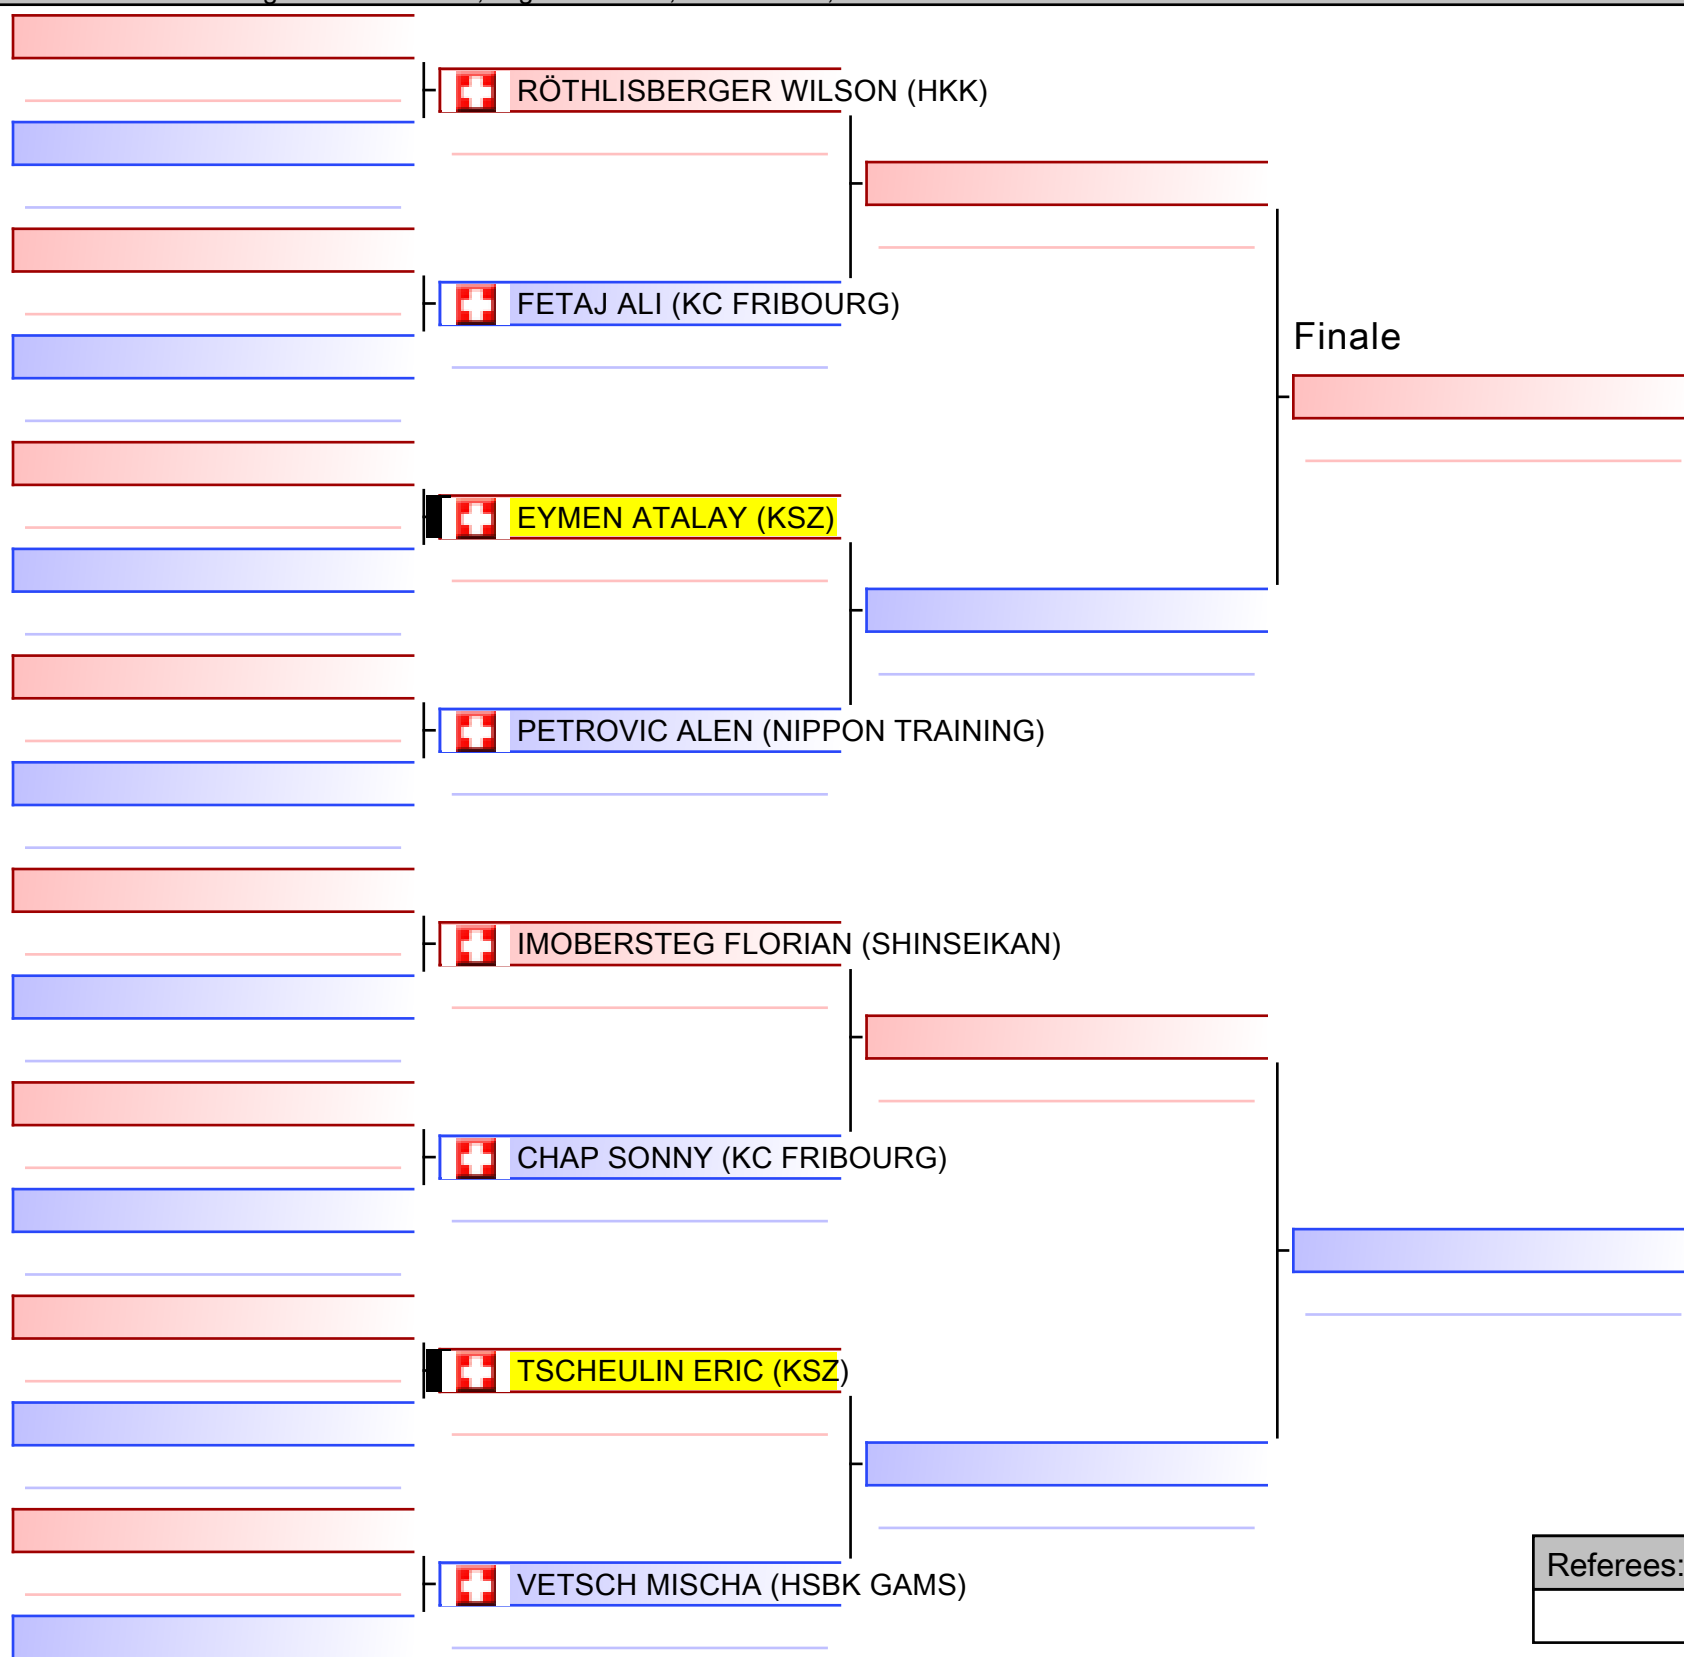 RÖTHLISBERGER WILSON (HKK)
FETAJ ALI (KC FRIBOURG)
Finale
EYMEN ATALAY (KSZ)
PETROVIC ALEN (NIPPON TRAINING)
IMOBERSTEG FLORIAN (SHINSEIKAN)
CHAP SONNY (KC FRIBOURG)
TSCHEULIN ERIC (KSZ)
VETSCH MISCHA (HSBK GAMS)
Referees: